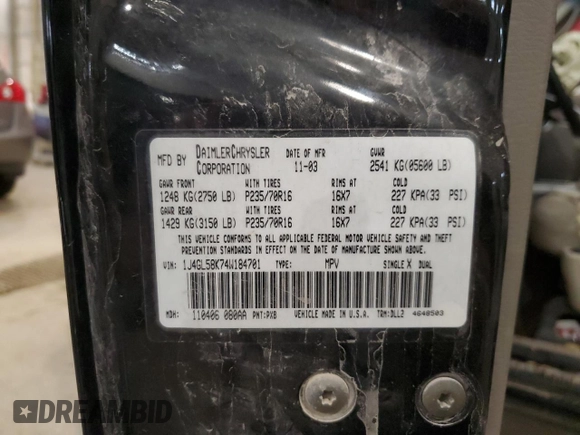 MFD BY DAIMLERCHRYSLER CORPORATION DATE OF MFR 11-03 GVWR 2541 KG(05600 LB)
GAWR FRONT WITH TIRES RIMS AT COLD
1248 KG(2750 LB) P235/70R16 16X7 227 KPA(33 PSI)
GAWR REAR WITH TIRES RIMS AT COLD
1429 KG(3150 LB) P235/70R16 16X7 227 KPA(33 PSI)
THIS VEHICLE CONFORMS TO ALL APPLICABLE FEDERAL MOTOR VEHICLE SAFETY AND THEFT
PREVENTION STANDARDS IN EFFECT ON THE DATE OF MANUFACTURE SHOWN ABOVE.
VIN: 1J4GL58K74W184701 TYPE: MPV SINGLE X DUAL
MDH: 110406 080AA PNT:PX8 VEHICLE MADE IN U.S.A. TRM:DLL2 4648503
DREAMBID